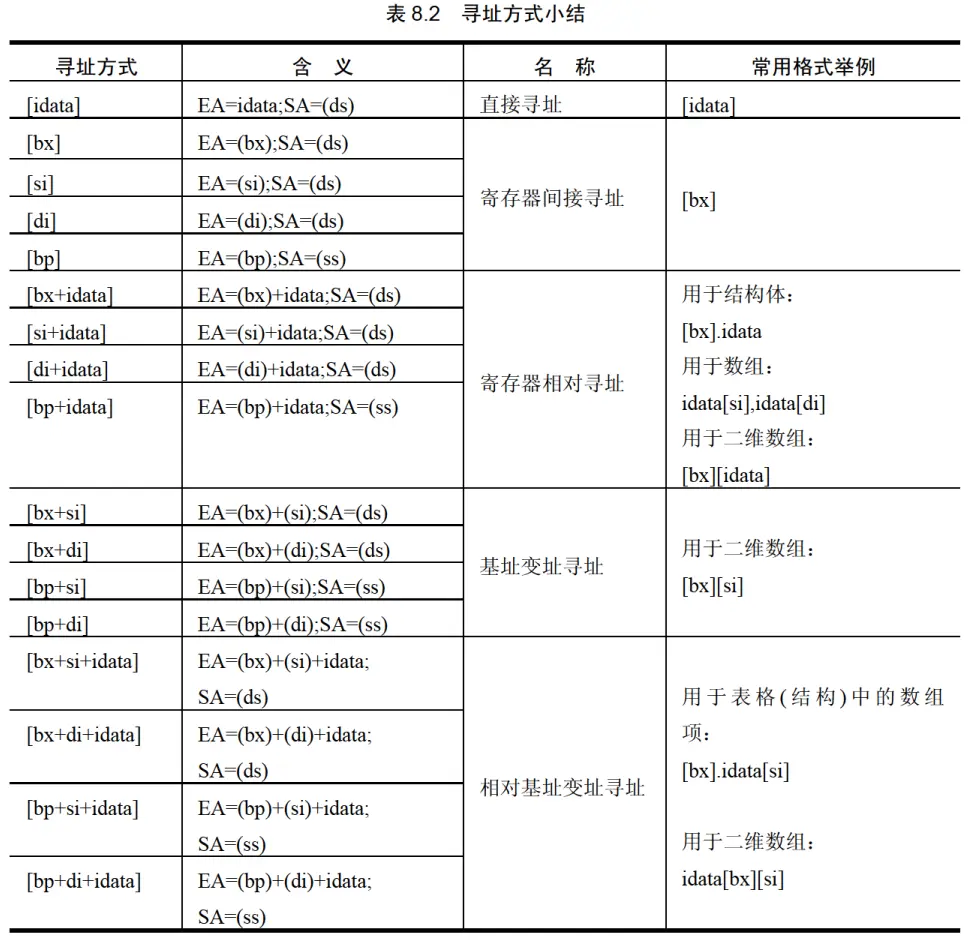 表 8.2 寻址方式小结
寻址方式 含 义 名 称 常用格式举例
[idata] EA=idata;SA=(ds) 直接寻址 [idata]
[bx] EA=(bx);SA=(ds)
[si] EA=(si);SA=(ds)
寄存器间接寻址 [bx]
[di] EA=(di);SA=(ds)
[bp] EA=(bp);SA=(ss)
[bx+idata] EA=(bx)+idata;SA=(ds) 用于结构体:
[si+idata] EA=(si)+idata;SA=(ds) [bx].idata
[di+idata] EA=(di)+idata;SA=(ds) 用于数组:
寄存器相对寻址
[bp+idata] EA=(bp)+idata;SA=(ss) idata[si],idata[di]
用于二维数组:
[bx][idata]
[bx+si] EA=(bx)+(si);SA=(ds)
[bx+di] EA=(bx)+(di);SA=(ds) 用于二维数组:
基址变址寻址
[bp+si] EA=(bp)+(si);SA=(ss) [bx][si]
[bp+di] EA=(bp)+(di);SA=(ss)
[bx+si+idata] EA=(bx)+(si)+idata;
SA=(ds) 用于表格(结构)中的数组
[bx+di+idata] EA=(bx)+(di)+idata; 项:
SA=(ds) [bx].idata[si]
相对基址变址寻址
[bp+si+idata] EA=(bp)+(si)+idata;
SA=(ss) 用于二维数组:
[bp+di+idata] EA=(bp)+(di)+idata; idata[bx][si]
SA=(ss)